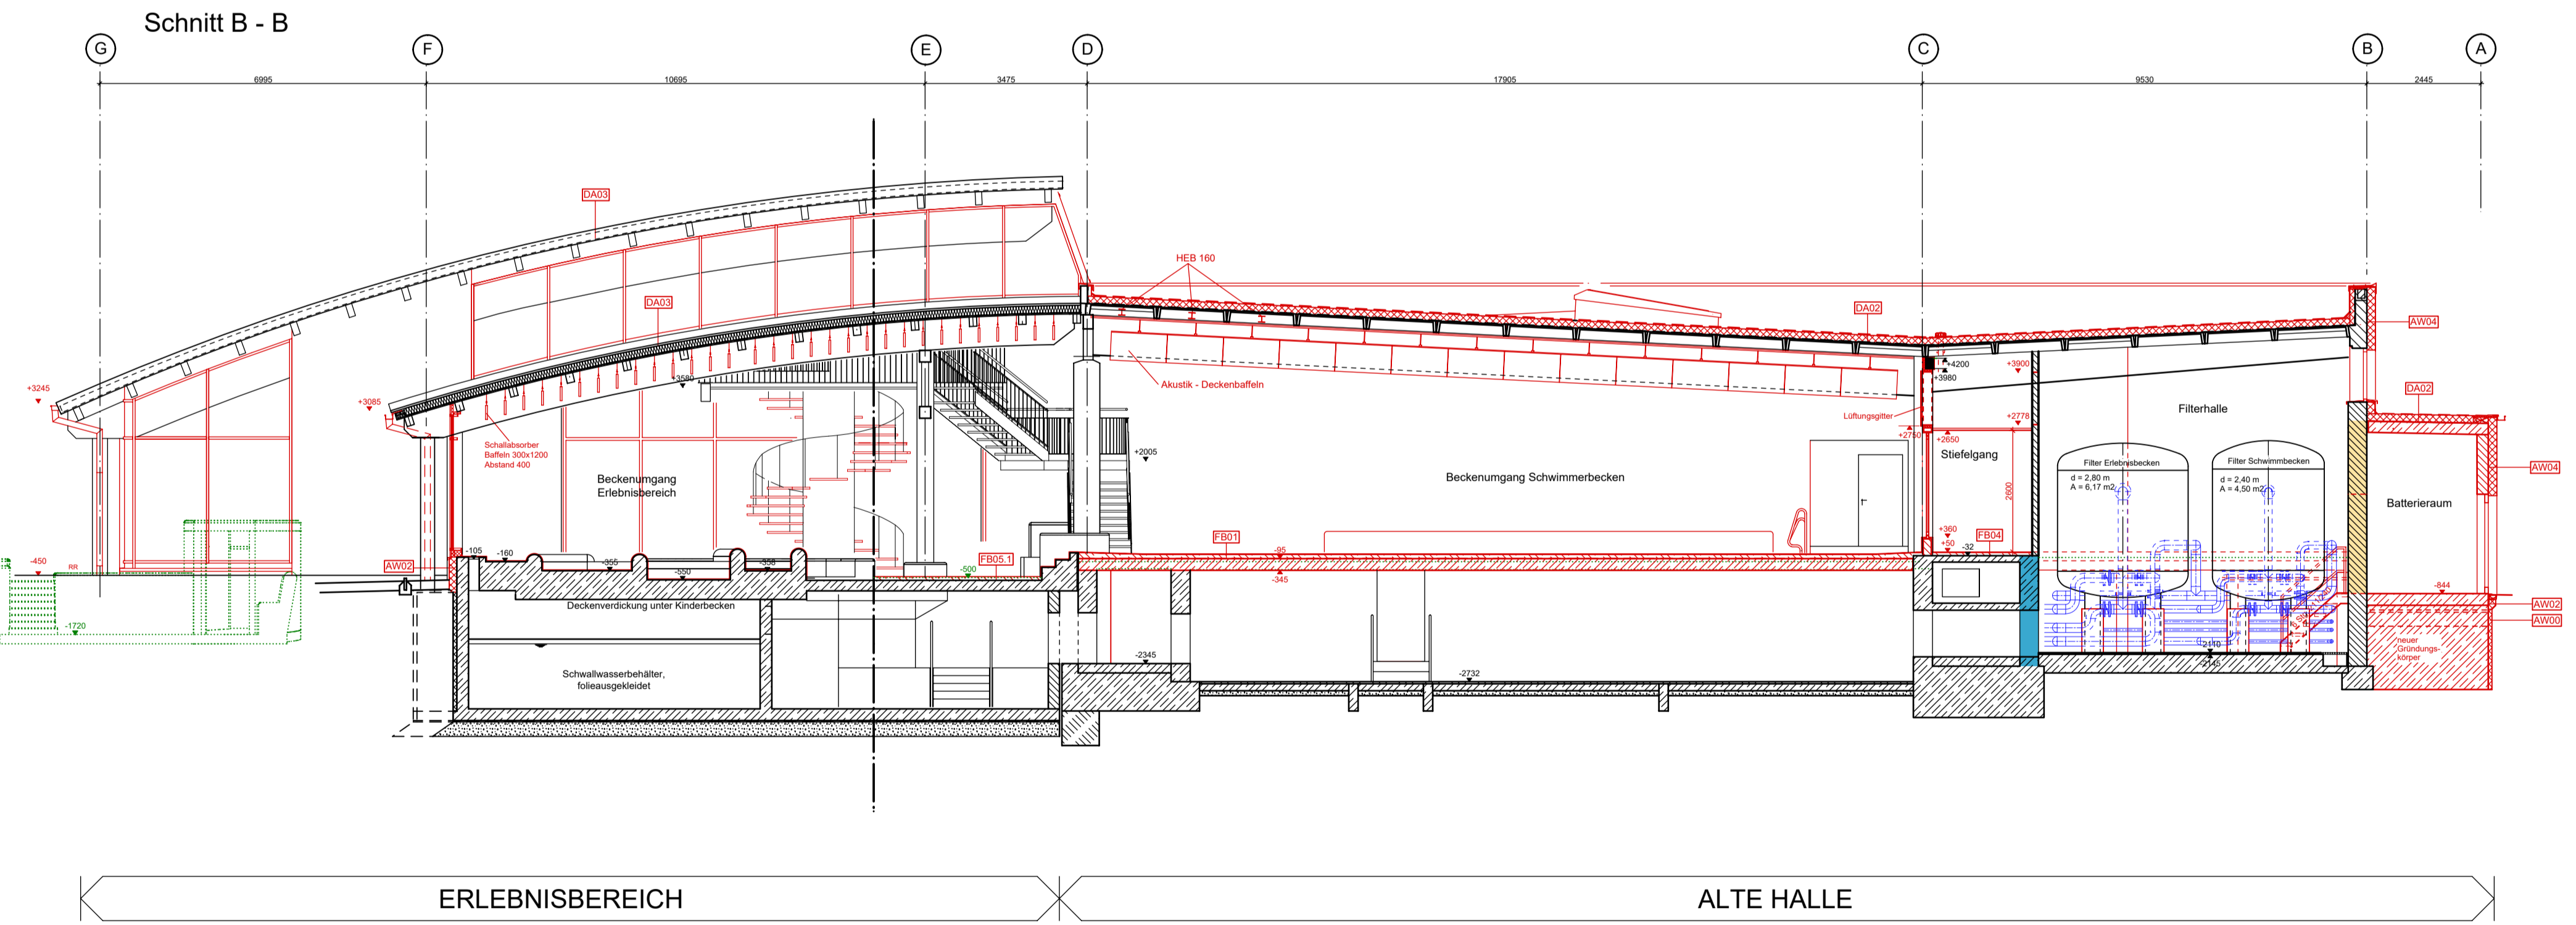 Schnitt B - B
G
F
E
D
C
B
A
6995
10695
3475
17905
9530
2445
DA03
DA03
HEB 160
DA02
AW04
+3245
+3085
+3580
Akustik - Deckenbaffeln
+4200
+3980
+3900
DA02
Lüftungsgitter
+2778
+2750
+2650
Filterhalle
Schallabsorber
Baffeln 300x1200
Abstand 400
Beckenumgang
Erlebnisbereich
+2005
Beckenumgang Schwimmerbecken
Stiefelgang
2600
Filter Erlebnisbecken
d = 2,80 m
A = 6,17 m2
Filter Schwimmbecken
d = 2,40 m
A = 4,50 m2
AW04
Batterieraum
-450
RR
AW02
-105
-160
-355
-550
-358
-500
FB05.1
FB01
-95
-345
+360
+50
FB04
-32
-844
AW02
AW00
-1720
Deckenverdickung unter Kinderbecken
Schwallwasserbehälter,
folieausgekleidet
-2345
-2732
-2110
-2145
neuer
Gründungs-
körper
ERLEBNISBEREICH
ALTE HALLE